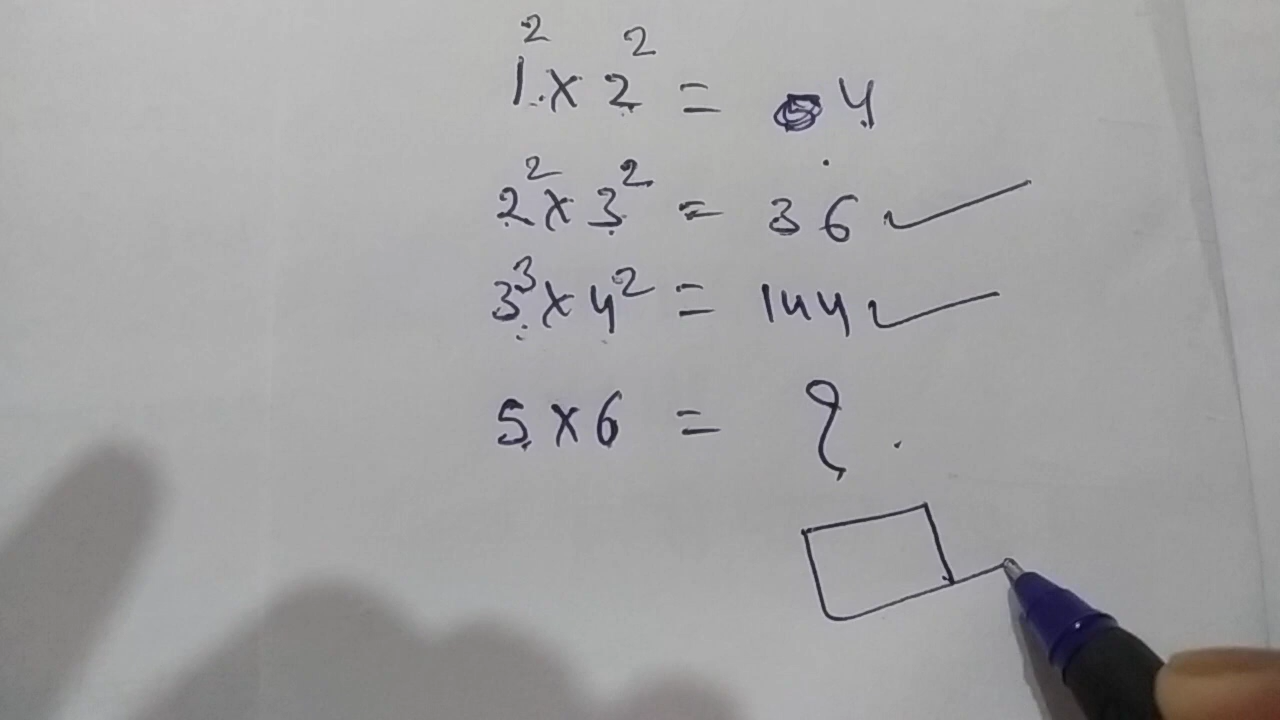 1² × 2² = 4
2² × 3² = 36
3³ × 4² = 144
5 × 6 = ?